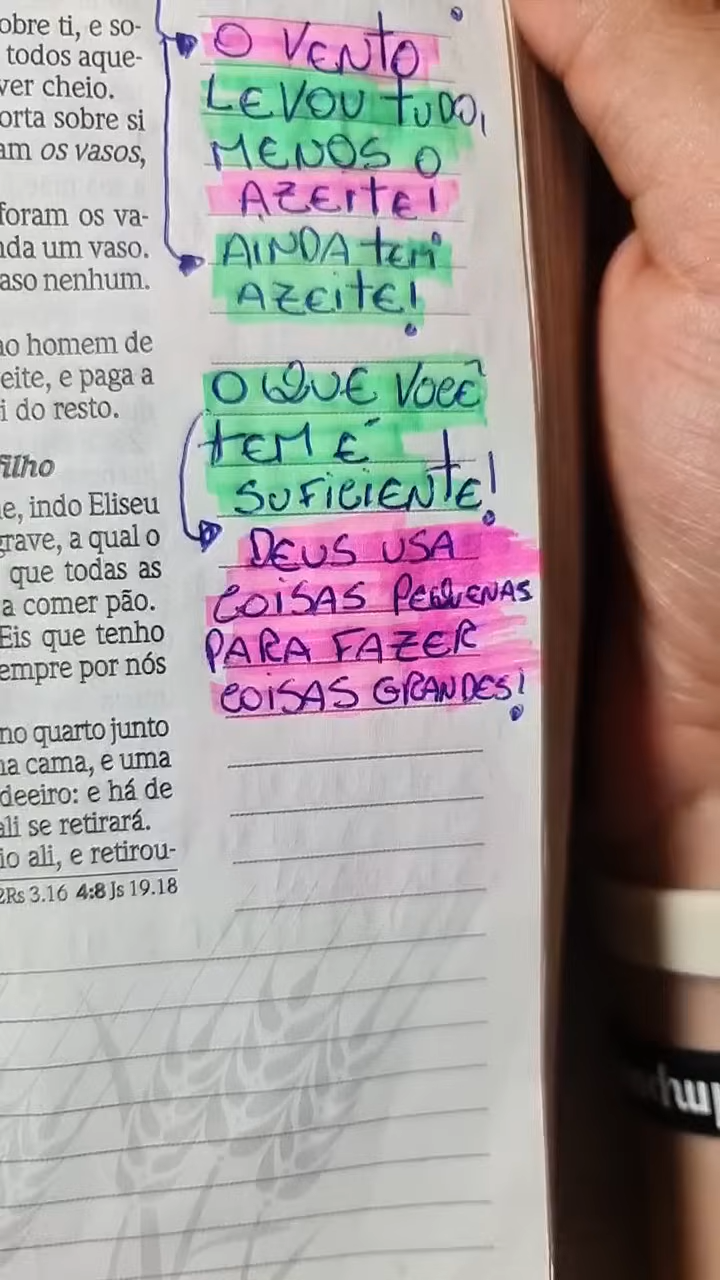 obre ti, e so-
todos aque-
ver cheio.
orta sobre si
am os vasos,
foram os va-
nda um vaso.
aso nenhum.
ao homem de
eite, e paga a
i do resto.
filho
e, indo Eliseu
grave, a qual o
que todas as
a comer pão.
Eis que tenho
empre por nós
no quarto junto
na cama, e uma
deeiro: e há de
ali se retirará.
io ali, e retirou-
2Rs 3.16 4:8 Js 19.18
O VENTO
LEVOU TUDO,
MENOS O
AZEITE!
AINDA TEM
AZEITE!
O QUE VOCÊ
TEM É
SUFICIENTE!
DEUS USA
COISAS PEQUENAS
PARA FAZER
COISAS GRANDES!